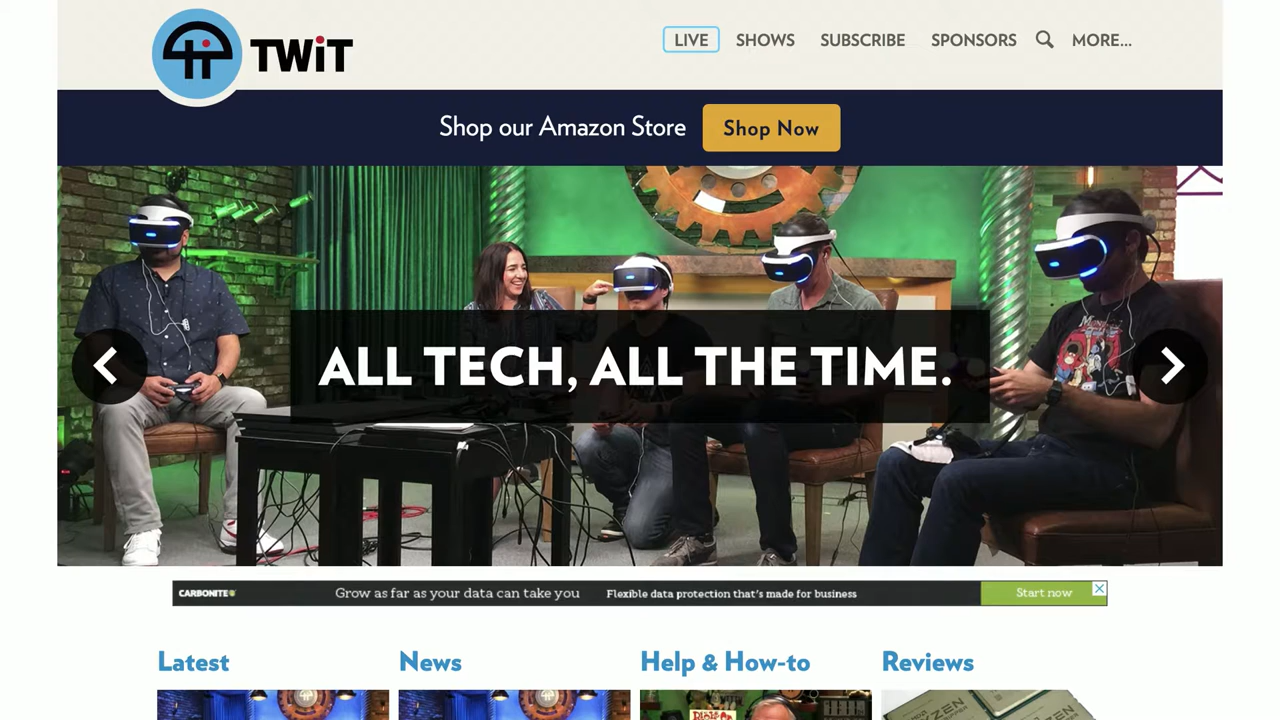 TWiT
LIVE
SHOWS
SUBSCRIBE
SPONSORS
MORE...
Shop our Amazon Store
Shop Now
ALL TECH, ALL THE TIME.
CARBONITE
Grow as far as your data can take you
Flexible data protection that's made for business
Start now
Latest
News
Help & How-to
Reviews
RYZEN